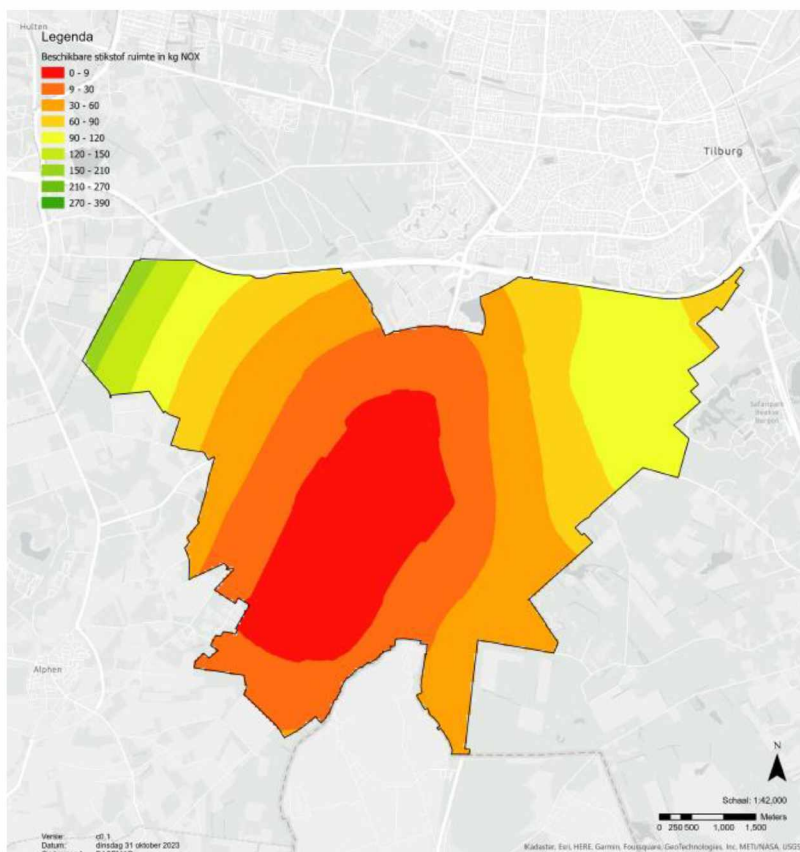 Hulten
Legenda
Beschikbare stikstof ruimte in kg NOX
0 - 9
9 - 30
30 - 60
60 - 90
90 - 120
120 - 150
150 - 210
210 - 270
270 - 390
Tilburg
Safaripark
Beekse
Bergen
Alphen
N
Schaal: 1:42,000
Meters
0 250 500 1,000 1,500
Versie: c0.1
Datum: dinsdag 31 oktober 2023
Kadaster, Esri, HERE, Garmin, Foursquare, GeoTechnologies, Inc, METI/NASA, USGS